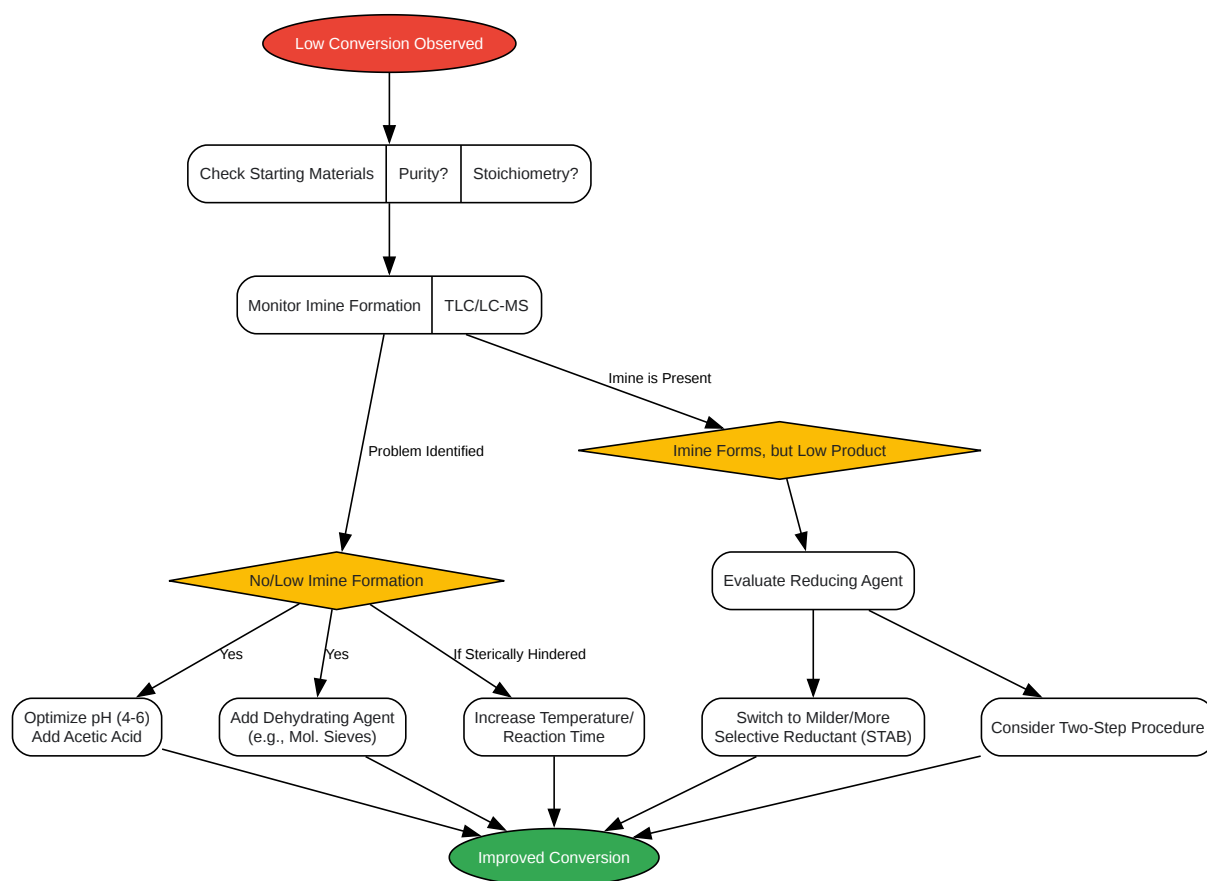 Low Conversion Observed
Check Starting Materials
Purity?
Stoichiometry?
Monitor Imine Formation
TLC/LC-MS
Imine is Present
Problem Identified
Imine Forms, but Low Product
No/Low Imine Formation
Evaluate Reducing Agent
Yes
Yes
If Sterically Hindered
Optimize pH (4-6)
Add Acetic Acid
Add Dehydrating Agent
(e.g., Mol. Sieves)
Increase Temperature/
Reaction Time
Switch to Milder/More
Selective Reductant (STAB)
Consider Two-Step Procedure
Improved Conversion